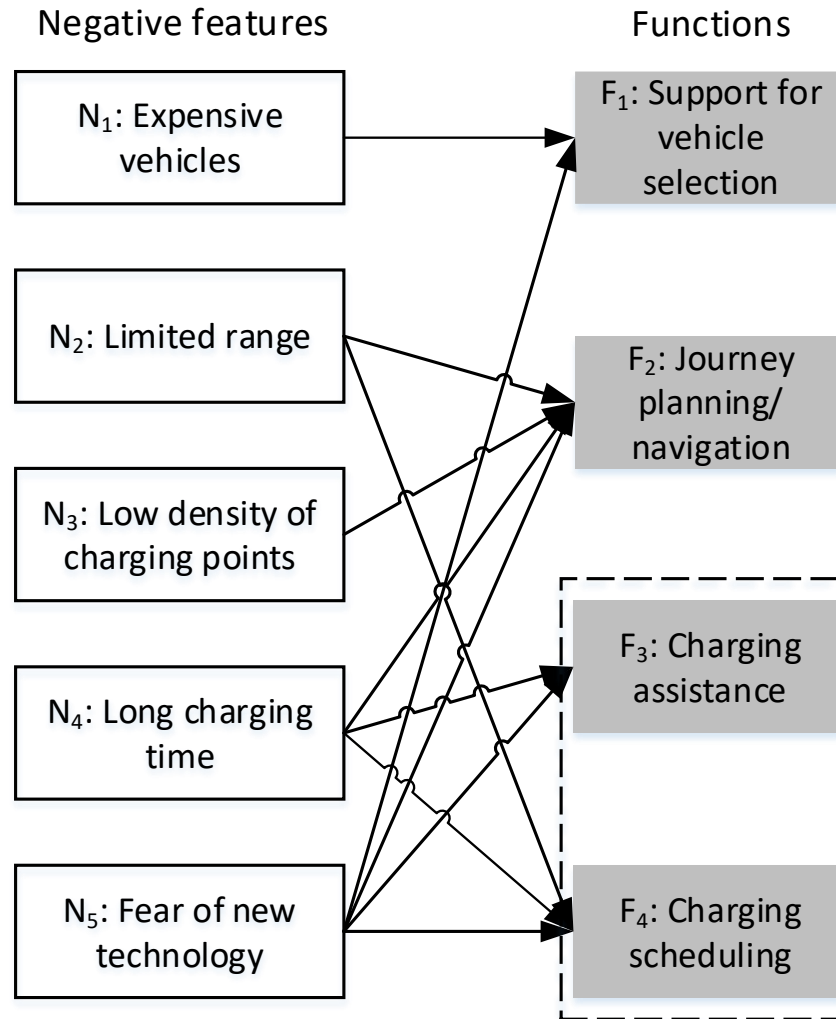 Negative features
Functions
N₁: Expensive
vehicles
F₁: Support for
vehicle
selection
N₂: Limited range
F₂: Journey
planning/
navigation
N₃: Low density of
charging points
N₄: Long charging
time
F₃: Charging
assistance
N₅: Fear of new
technology
F₄: Charging
scheduling